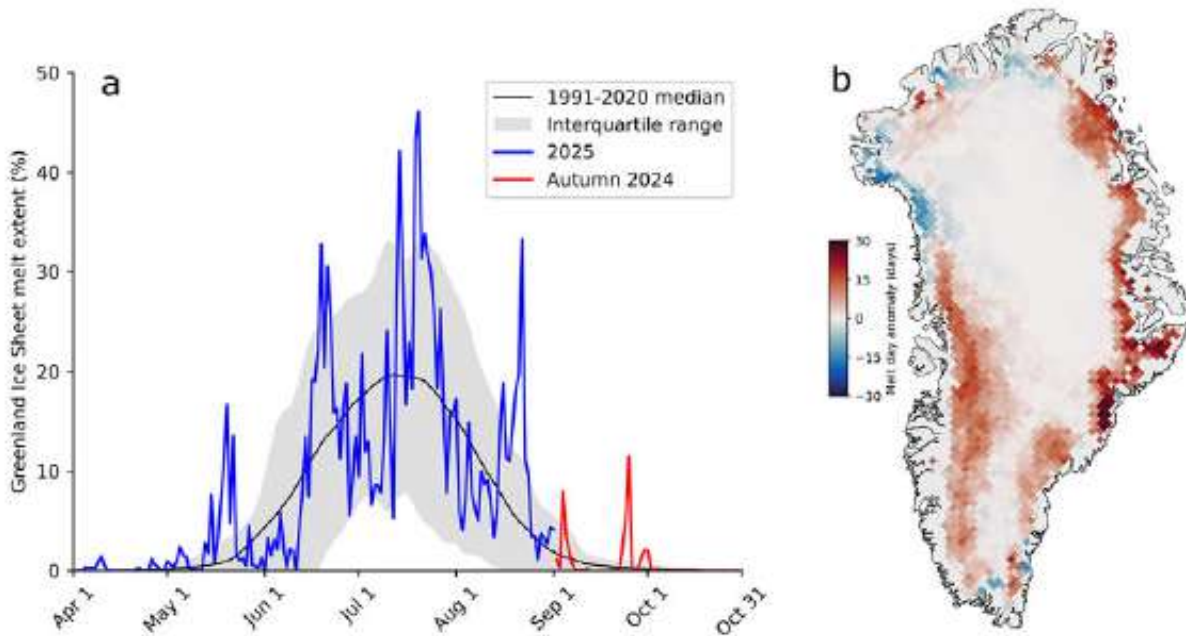 a
50
40
30
20
10
0
Greenland Ice Sheet melt extent (%)
1991-2020 median
Interquartile range
2025
Autumn 2024
Apr 1
May 1
Jun 1
Jul 1
Aug 1
Sep 1
Oct 1
Oct 31
b
30
15
0
−15
−30
Melt day anomaly (days)